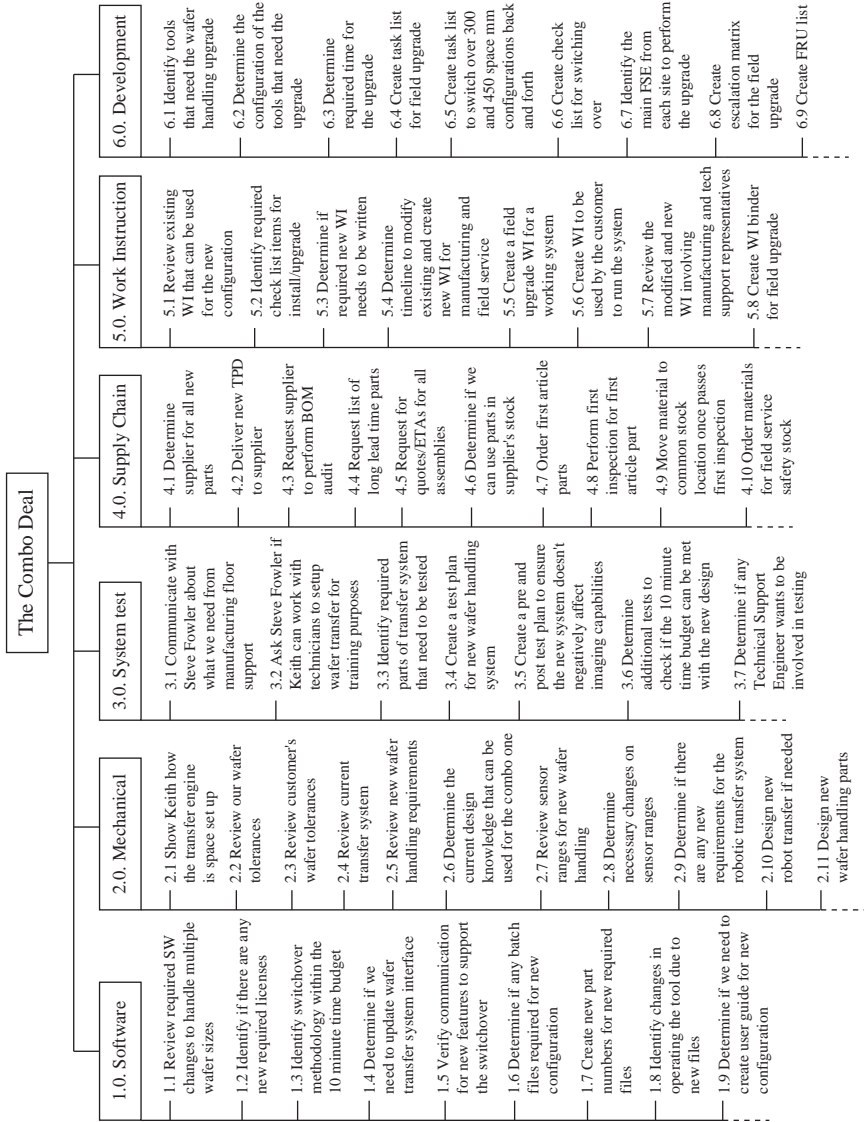 The Combo Deal
1.0. Software
1.1 Review required SW
changes to handle multiple
wafer sizes
1.2 Identify if there are any
new required licenses
1.3 Identify switchover
methodology within the
10 minute time budget
1.4 Determine if we
need to update wafer
transfer system interface
1.5 Verify communication
for new features to support
the switchover
1.6 Determine if any batch
files required for new
configuration
1.7 Create new part
numbers for new required
files
1.8 Identify changes in
operating the tool due to
new files
1.9 Determine if we need to
create user guide for new
configuration
2.0. Mechanical
2.1 Show Keith how
the transfer engine
is space set up
2.2 Review our wafer
tolerances
2.3 Review customer's
wafer tolerances
2.4 Review current
transfer system
2.5 Review new wafer
handling requirements
2.6 Determine the
current design
knowledge that can be
used for the combo one
2.7 Review sensor
ranges for new wafer
handling
2.8 Determine
necessary changes on
sensor ranges
2.9 Determine if there
are any new
requirements for the
robotic transfer system
2.10 Design new
robot transfer if needed
2.11 Design new
wafer handling parts
3.0. System test
3.1 Communicate with
Steve Fowler about
what we need from
manufacturing floor
support
3.2 Ask Steve Fowler if
Keith can work with
technicians to setup
wafer transfer for
training purposes
3.3 Identify required
parts of transfer system
that need to be tested
3.4 Create a test plan
for new wafer handling
system
3.5 Create a pre and
post test plan to ensure
the new system doesn't
negatively affect
imaging capabilities
3.6 Determine
additional tests to
check if the 10 minute
time budget can be met
with the new design
3.7 Determine if any
Technical Support
Engineer wants to be
involved in testing
4.0. Supply Chain
4.1 Determine
supplier for all new
parts
4.2 Deliver new TPD
to supplier
4.3 Request supplier
to perform BOM
audit
4.4 Request list of
long lead time parts
4.5 Request for
quotes/ETAs for all
assemblies
4.6 Determine if we
can use parts in
supplier's stock
4.7 Order first article
parts
4.8 Perform first
inspection for first
article part
4.9 Move material to
common stock
location once passes
first inspection
4.10 Order materials
for field service
safety stock
5.0. Work Instruction
5.1 Review existing
WI that can be used
for the new
configuration
5.2 Identify required
check list items for
install/upgrade
5.3 Determine if
required new WI
needs to be written
5.4 Determine
timeline to modify
existing and create
new WI for
manufacturing and
field service
5.5 Create a field
upgrade WI for a
working system
5.6 Create WI to be
used by the customer
to run the system
5.7 Review the
modified and new
WI involving
manufacturing and tech
support representatives
5.8 Create WI binder
for field upgrade
6.0. Development
6.1 Identify tools
that need the wafer
handling upgrade
6.2 Determine the
configuration of the
tools that need the
upgrade
6.3 Determine
required time for
the upgrade
6.4 Create task list
for field upgrade
6.5 Create task list
to switch over 300
and 450 space mm
configurations back
and forth
6.6 Create check
list for switching
over
6.7 Identify the
main FSE from
each site to perform
the upgrade
6.8 Create
escalation matrix
for the field
upgrade
6.9 Create FRU list